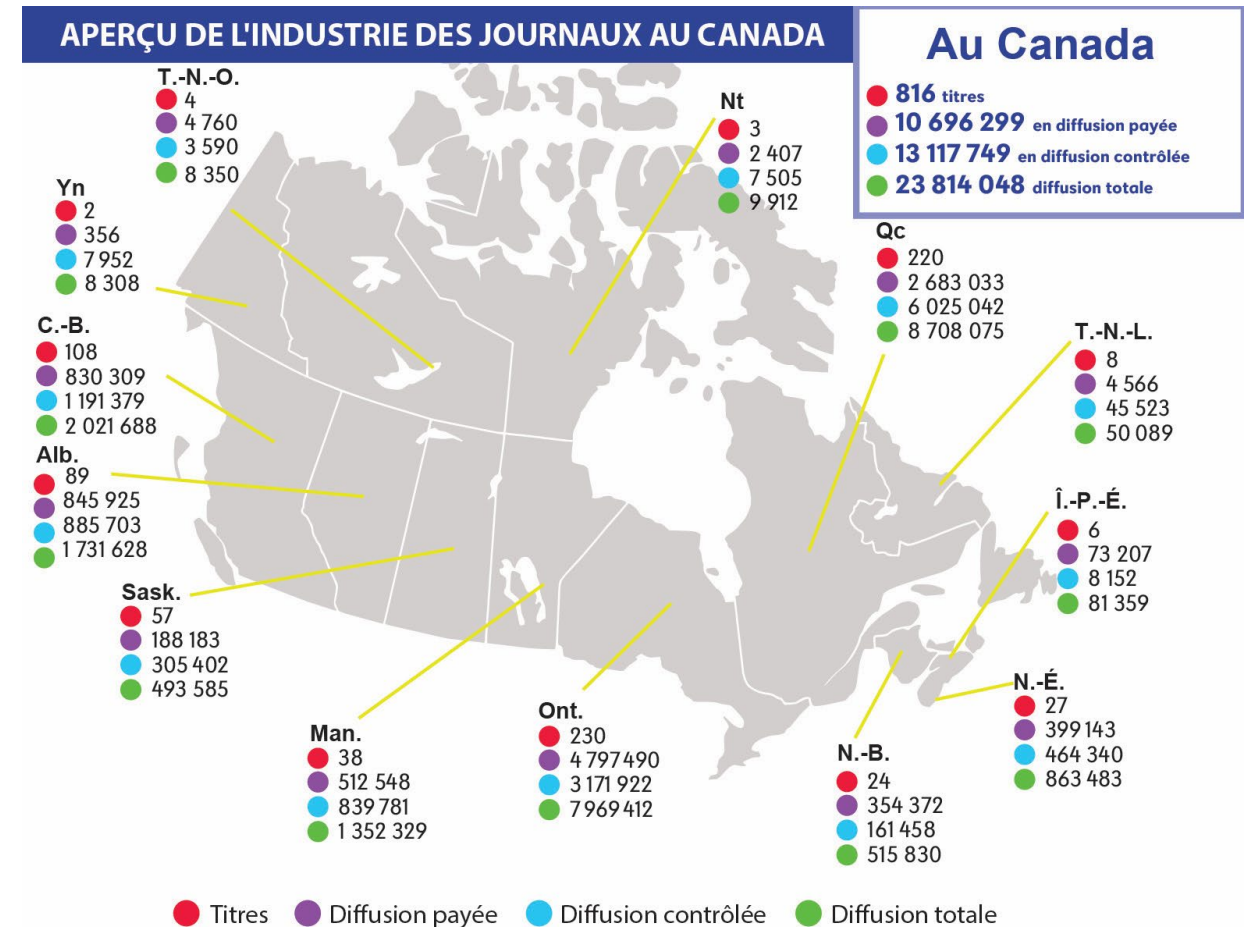 APERÇU DE L'INDUSTRIE DES JOURNAUX AU CANADA
Au Canada
816 titres
10 696 299 en diffusion payée
13 117 749 en diffusion contrôlée
23 814 048 diffusion totale
T.-N.-O.
4
4 760
3 590
8 350
Nt
3
2 407
7 505
9 912
Yn
2
356
7 952
8 308
Qc
220
2 683 033
6 025 042
8 708 075
C.-B.
108
830 309
1 191 379
2 021 688
T.-N.-L.
8
4 566
45 523
50 089
Alb.
89
845 925
885 703
1 731 628
Î.-P.-É.
6
73 207
8 152
81 359
Sask.
57
188 183
305 402
493 585
Man.
38
512 548
839 781
1 352 329
Ont.
230
4 797 490
3 171 922
7 969 412
N.-B.
24
354 372
161 458
515 830
N.-É.
27
399 143
464 340
863 483
Titres Diffusion payée Diffusion contrôlée Diffusion totale